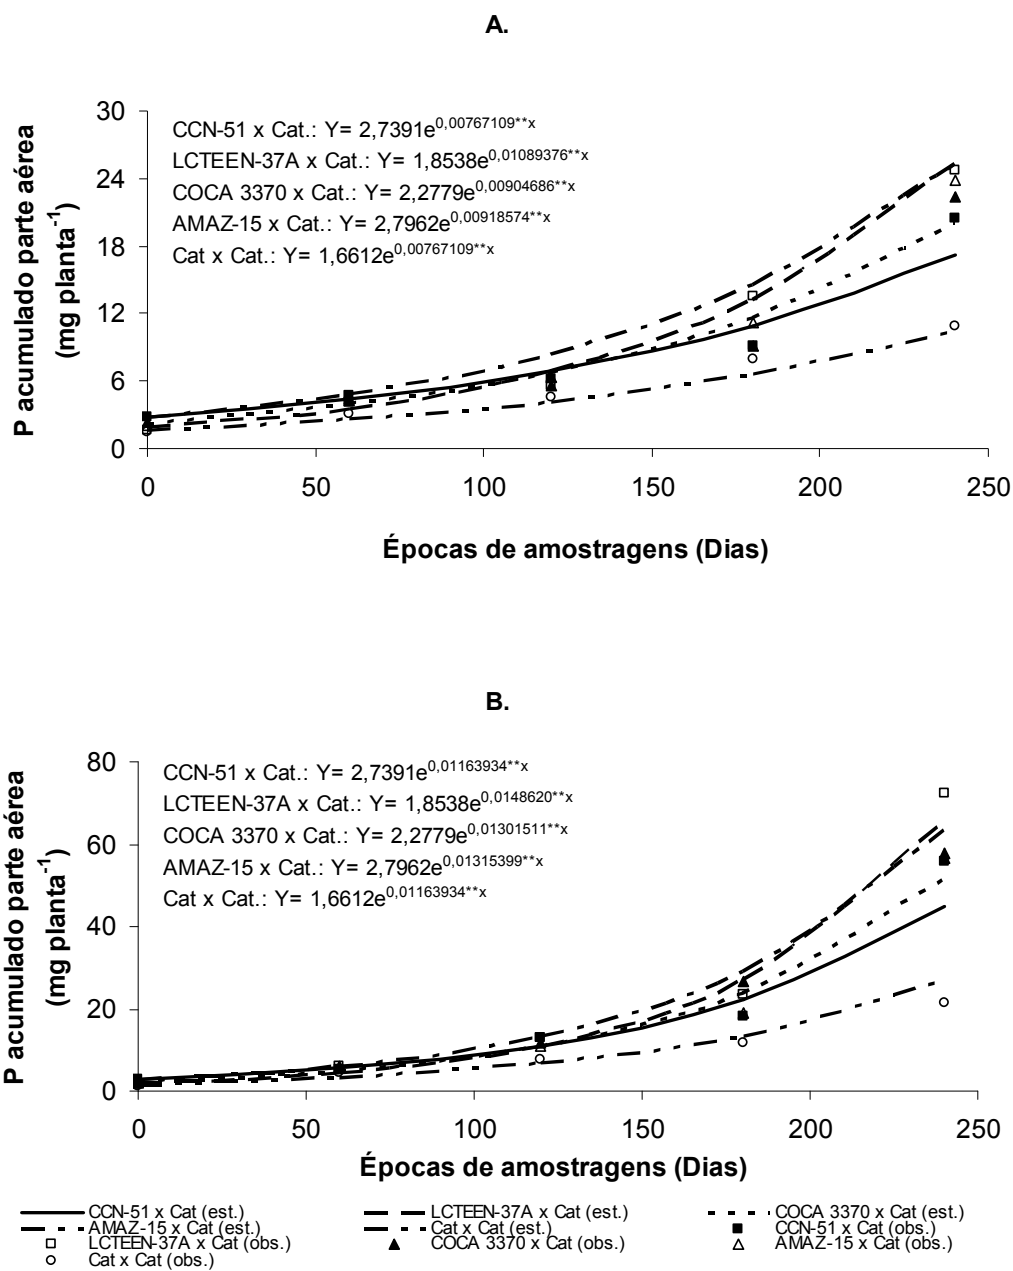 A.
P acumulado parte aérea
(mg planta-1)
30
24
18
12
6
0
CCN-51 x Cat.: Y= 2,7391e0,00767109**x
LCTEEN-37A x Cat.: Y= 1,8538e0,01089376**x
COCA 3370 x Cat.: Y= 2,2779e0,00904686**x
AMAZ-15 x Cat.: Y= 2,7962e0,00918574**x
Cat x Cat.: Y= 1,6612e0,00767109**x
0 50 100 150 200 250
Épocas de amostragens (Dias)
B.
P acumulado parte aérea
(mg planta-1)
80
60
40
20
0
CCN-51 x Cat.: Y= 2,7391e0,01163934**x
LCTEEN-37A x Cat.: Y= 1,8538e0,0148620**x
COCA 3370 x Cat.: Y= 2,2779e0,01301511**x
AMAZ-15 x Cat.: Y= 2,7962e0,01315399**x
Cat x Cat.: Y= 1,6612e0,01163934**x
0 50 100 150 200 250
Épocas de amostragens (Dias)
CCN-51 x Cat (est.) LCTEEN-37A x Cat (est.) COCA 3370 x Cat (est.)
AMAZ-15 x Cat (est.) Cat x Cat (est.) CCN-51 x Cat (obs.)
LCTEEN-37A x Cat (obs.) COCA 3370 x Cat (obs.) AMAZ-15 x Cat (obs.)
Cat x Cat (obs.)